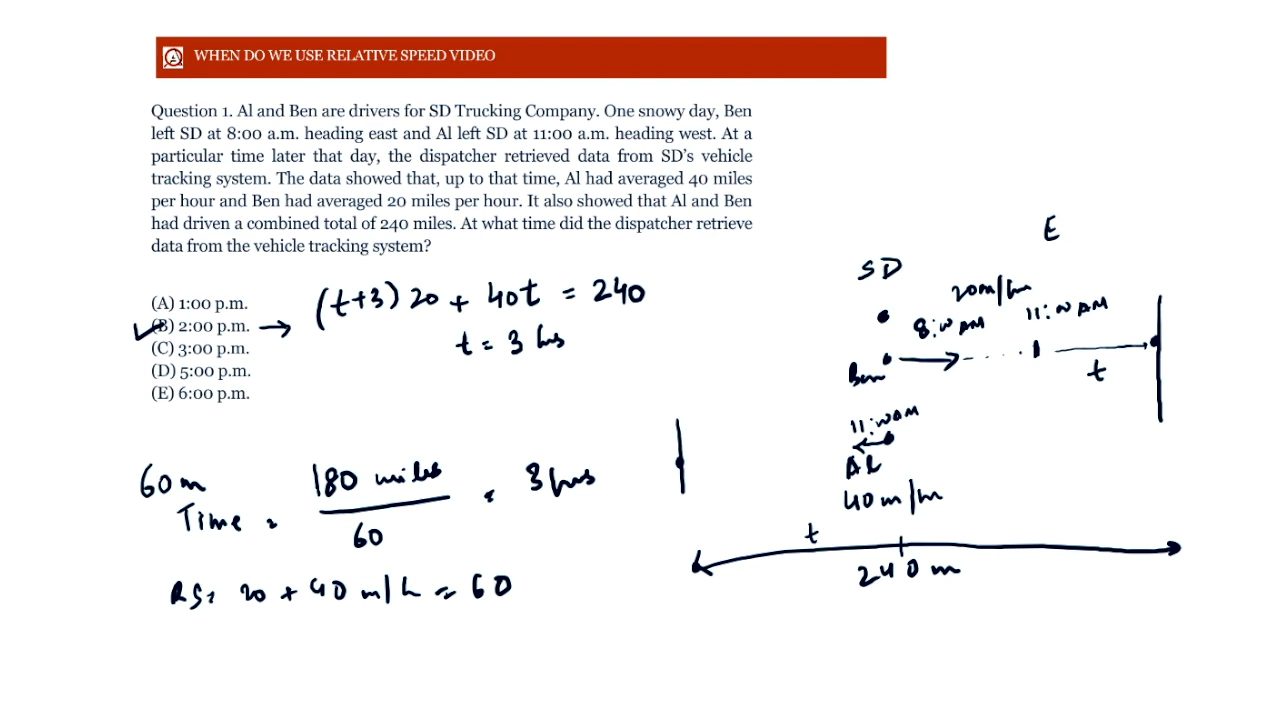 WHEN DO WE USE RELATIVE SPEED VIDEO
Question 1. Al and Ben are drivers for SD Trucking Company. One snowy day, Ben
left SD at 8:00 a.m. heading east and Al left SD at 11:00 a.m. heading west. At a
particular time later that day, the dispatcher retrieved data from SD's vehicle
tracking system. The data showed that, up to that time, Al had averaged 40 miles
per hour and Ben had averaged 20 miles per hour. It also showed that Al and Ben
had driven a combined total of 240 miles. At what time did the dispatcher retrieve
data from the vehicle tracking system?
(A) 1:00 p.m.
(B) 2:00 p.m.
(C) 3:00 p.m.
(D) 5:00 p.m.
(E) 6:00 p.m.
(t+3) 20 + 40t = 240
t = 3 hrs
60 m
Time = 180 miles / 60 = 3 hrs
RS = 20 + 40 m/h = 60
E
SD
20m/hr
8:00 AM 11:00 AM
Ben
t
11:00AM
AL
40m/hr
t
240 m